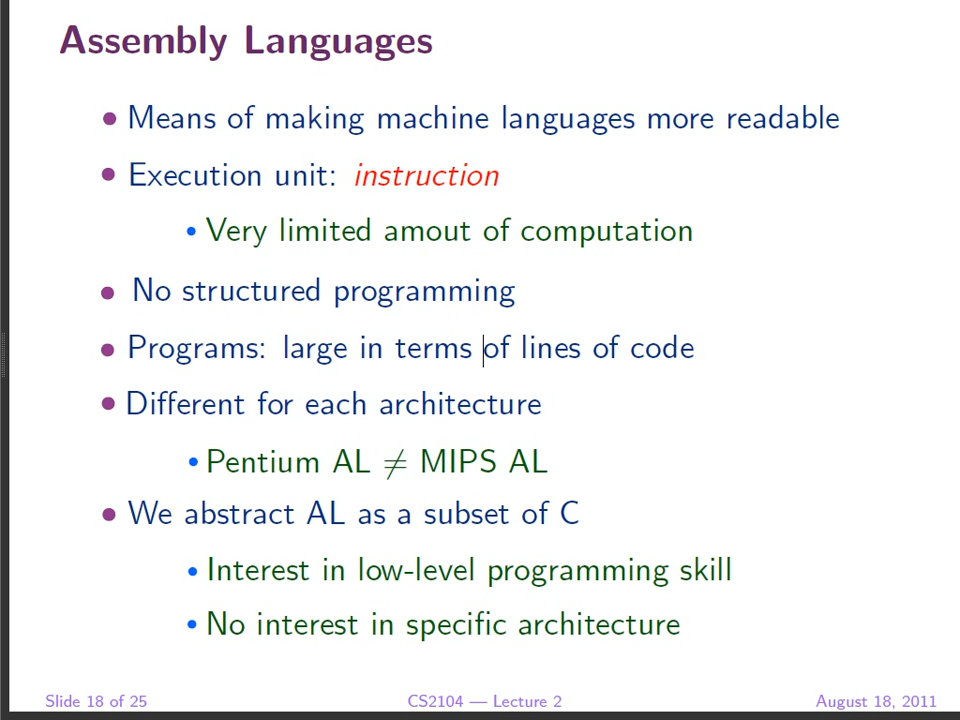 Assembly Languages
• Means of making machine languages more readable
• Execution unit: instruction
• Very limited amout of computation
• No structured programming
• Programs: large in terms of lines of code
• Different for each architecture
• Pentium AL ≠ MIPS AL
• We abstract AL as a subset of C
• Interest in low-level programming skill
• No interest in specific architecture
Slide 18 of 25 CS2104 — Lecture 2 August 18, 2011